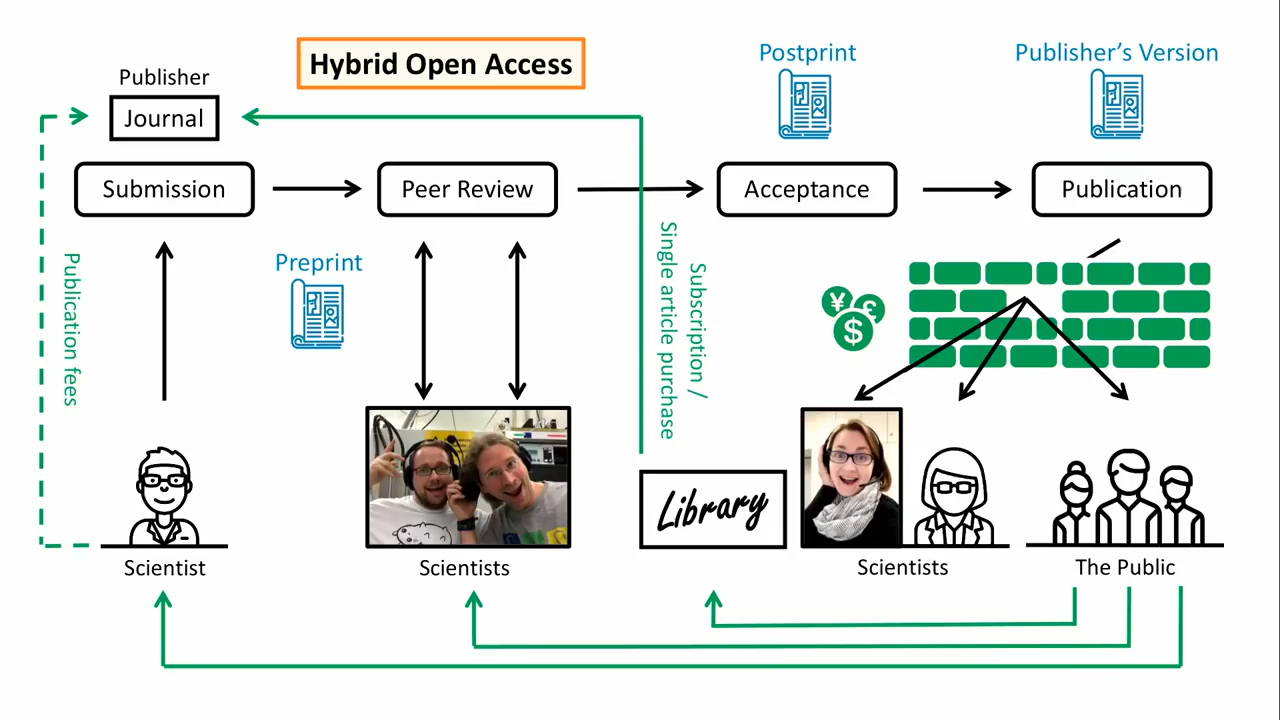 Hybrid Open Access
Postprint
Publisher's Version
Publisher
Journal
Submission
Peer Review
Acceptance
Publication
Publication fees
Preprint
Subscription /
Single article purchase
¥
£
$
Library
Scientist
Scientists
Scientists
The Public